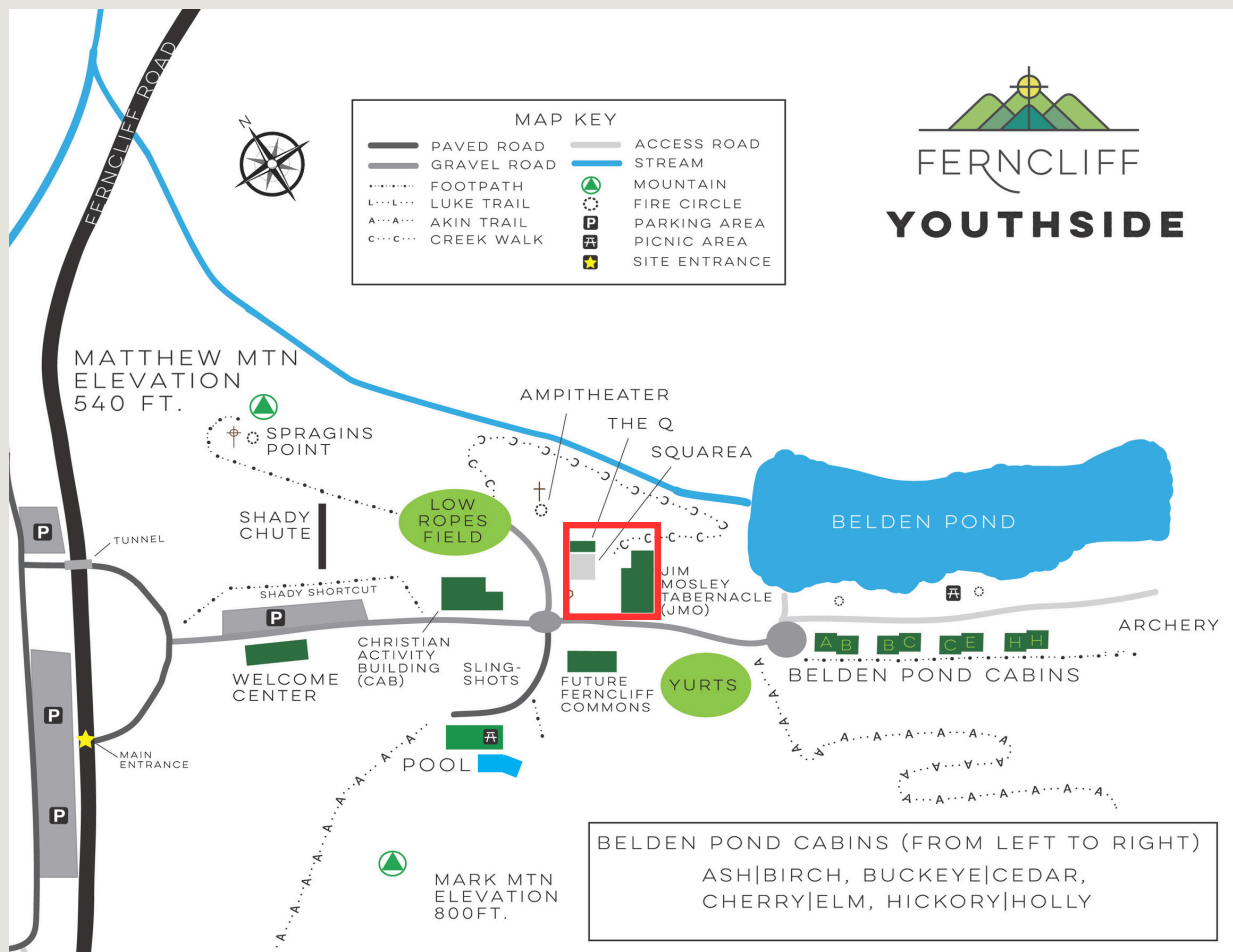 FERNCLIFF ROAD
N
MAP KEY
PAVED ROAD
GRAVEL ROAD
FOOTPATH
L L LUKE TRAIL
A A AKIN TRAIL
C C CREEK WALK
ACCESS ROAD
STREAM
MOUNTAIN
FIRE CIRCLE
P PARKING AREA
PICNIC AREA
SITE ENTRANCE
FERNCLIFF
YOUTHSIDE
MATTHEW MTN
ELEVATION
540 FT.
SPRAGINS
POINT
AMPITHEATER
THE Q
SQUAREA
LOW
ROPES
FIELD
SHADY
CHUTE
P
TUNNEL
SHADY SHORTCUT
P
WELCOME
CENTER
CHRISTIAN
ACTIVITY
BUILDING
(CAB)
C C C C C C C C C C C C C C
JIM
MOSLEY
TABERNACLE
(JMO)
BELDEN POND
SLING-
SHOTS
FUTURE
FERNCLIFF
COMMONS
YURTS
A B B C C E H H
BELDEN POND CABINS
ARCHERY
P
MAIN
ENTRANCE
P
POOL
A A A A A A A A A A
A A A A A A A A A A A A A A A A A A A A
MARK MTN
ELEVATION
800FT.
BELDEN POND CABINS (FROM LEFT TO RIGHT)
ASH|BIRCH, BUCKEYE|CEDAR,
CHERRY|ELM, HICKORY|HOLLY